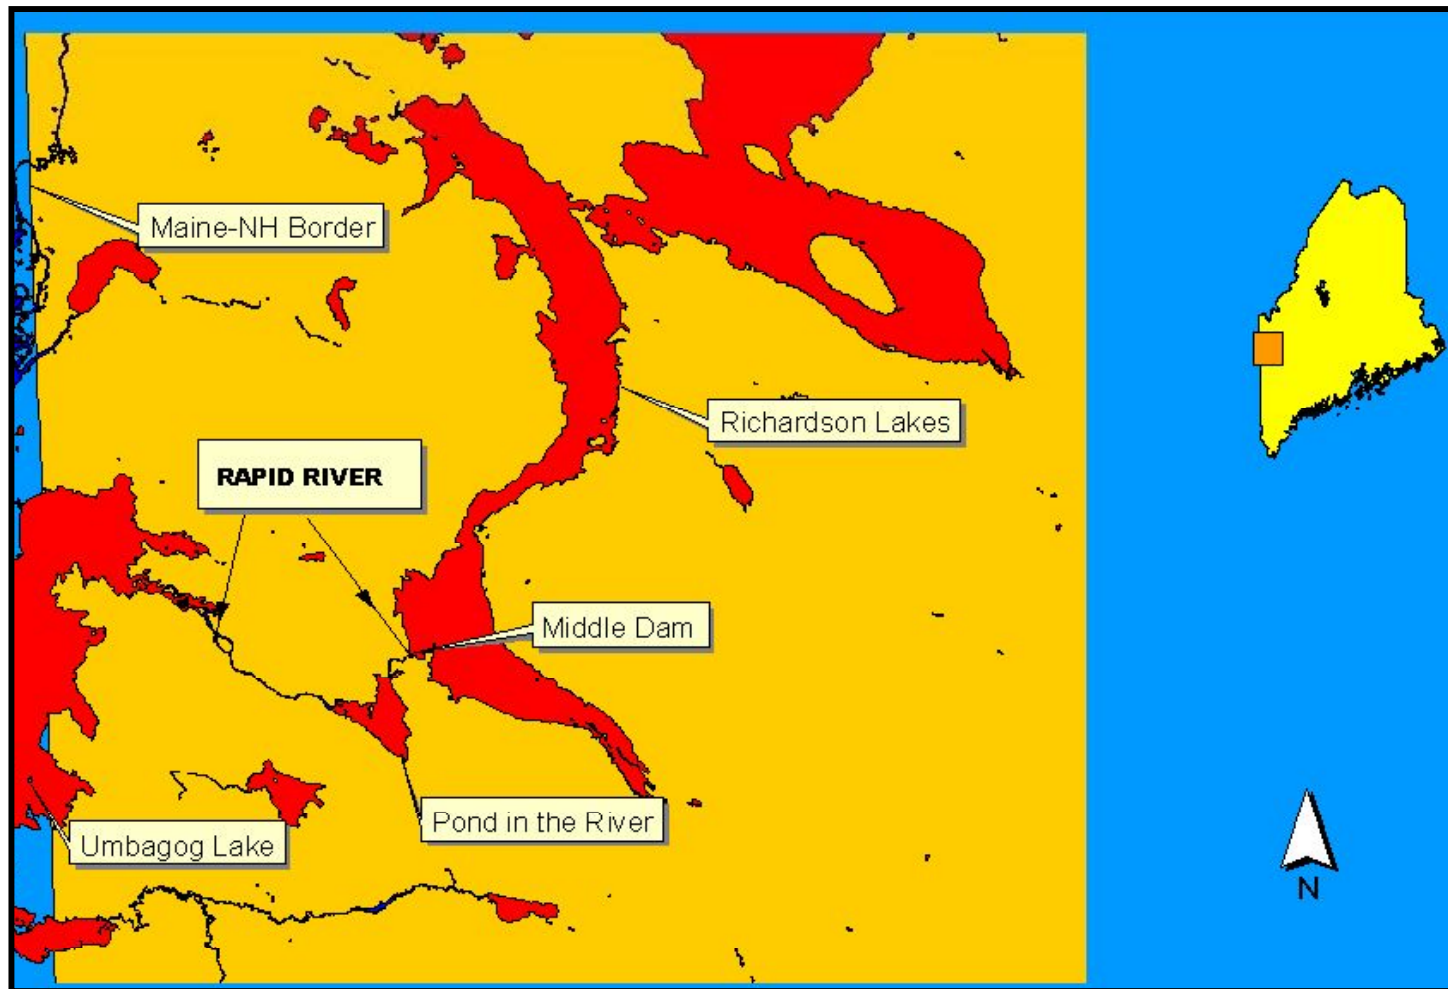 Maine-NH Border
Richardson Lakes
RAPID RIVER
Middle Dam
Pond in the River
Umbagog Lake
N